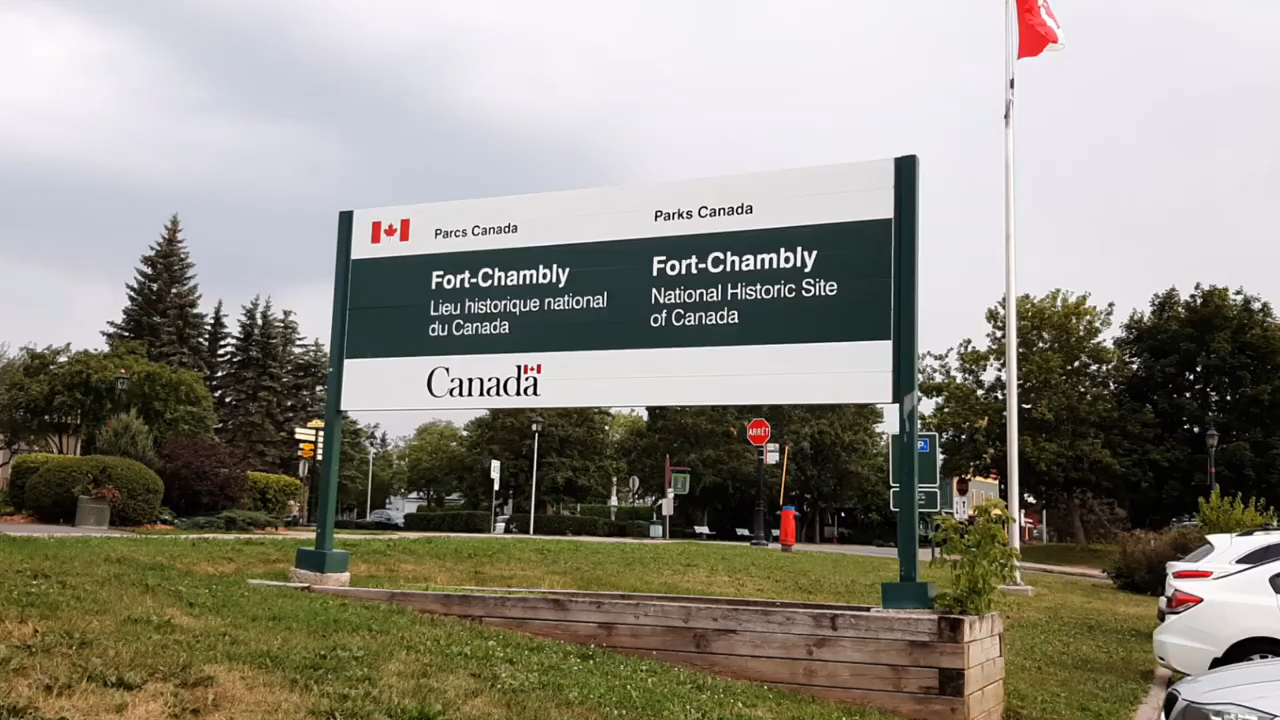 Parcs Canada
Parks Canada
Fort-Chambly
Lieu historique national
du Canada
Fort-Chambly
National Historic Site
of Canada
Canada
ARRÊT
P